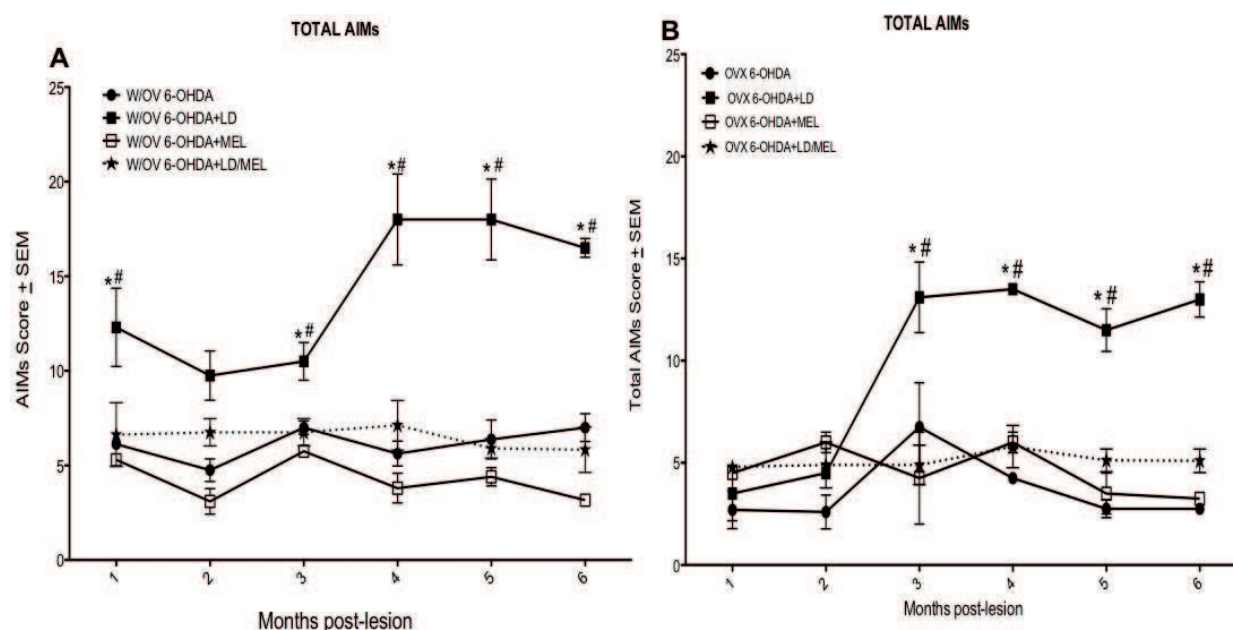 TOTAL AIMs
A
25
20
15
10
5
0
AIMs Score ± SEM
W/OV 6-OHDA
W/OV 6-OHDA+LD
W/OV 6-OHDA+MEL
W/OV 6-OHDA+LD/MEL
*#
*#
*#
*#
*#
1
2
3
4
5
6
Months post-lesion
TOTAL AIMs
B
25
20
15
10
5
0
Total AIMs Score ± SEM
OVX 6-OHDA
OVX 6-OHDA+LD
OVX 6-OHDA+MEL
OVX 6-OHDA+LD/MEL
*#
*#
*#
*#
1
2
3
4
5
6
Months post-lesion